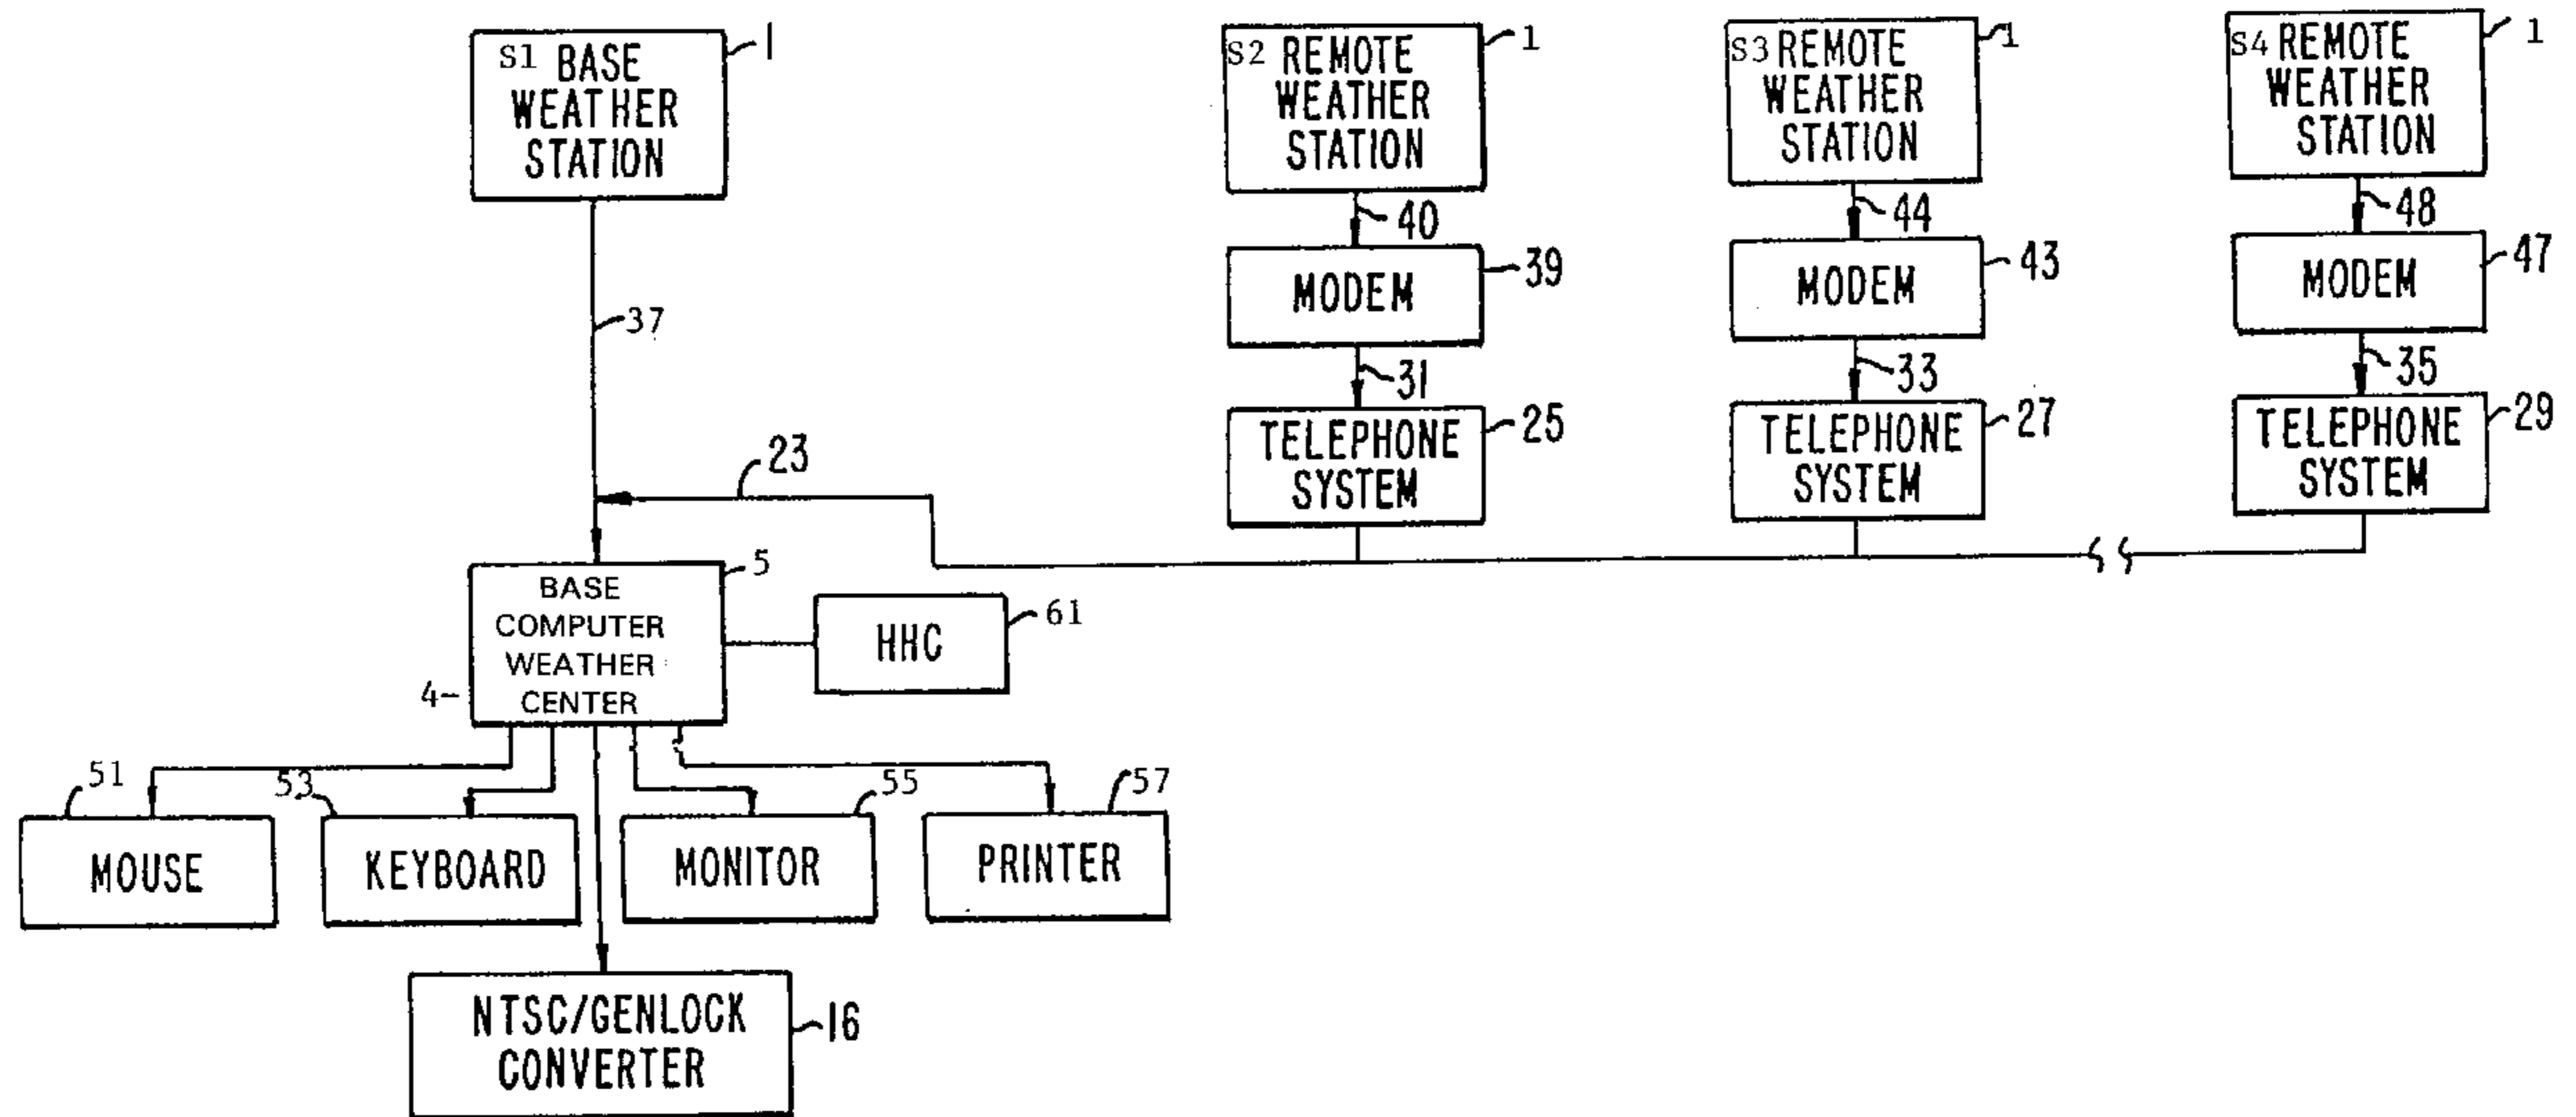 S1 BASE
WEATHER
STATION
1
S2 REMOTE
WEATHER
STATION
1
S3 REMOTE
WEATHER
STATION
1
S4 REMOTE
WEATHER
STATION
1
40
44
48
MODEM
39
MODEM
43
MODEM
47
37
31
33
35
TELEPHONE
SYSTEM
25
TELEPHONE
SYSTEM
27
TELEPHONE
SYSTEM
29
23
BASE
COMPUTER
WEATHER
CENTER
5
4
HHC
61
51
53
55
57
MOUSE
KEYBOARD
MONITOR
PRINTER
NTSC/GENLOCK
CONVERTER
16